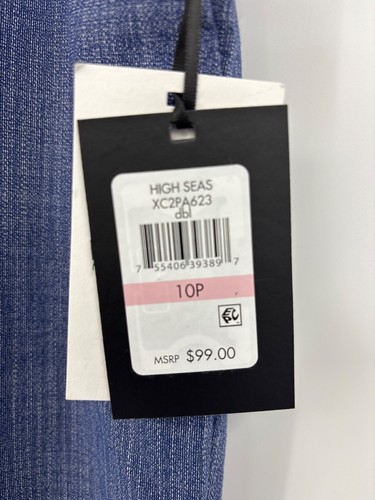 HIGH SEAS
XC2PA623
dbl
7 55406 39389 7
10P
MSRP $99.00